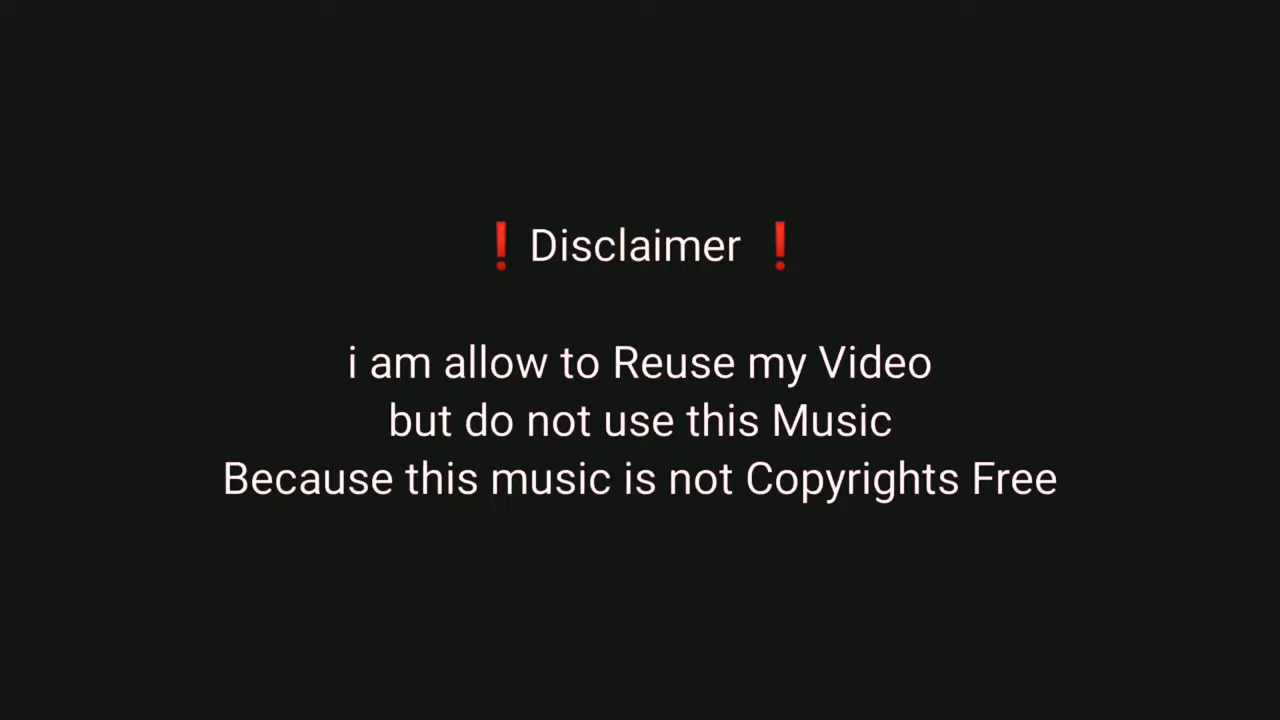 ❗Disclaimer ❗
i am allow to Reuse my Video
but do not use this Music
Because this music is not Copyrights Free